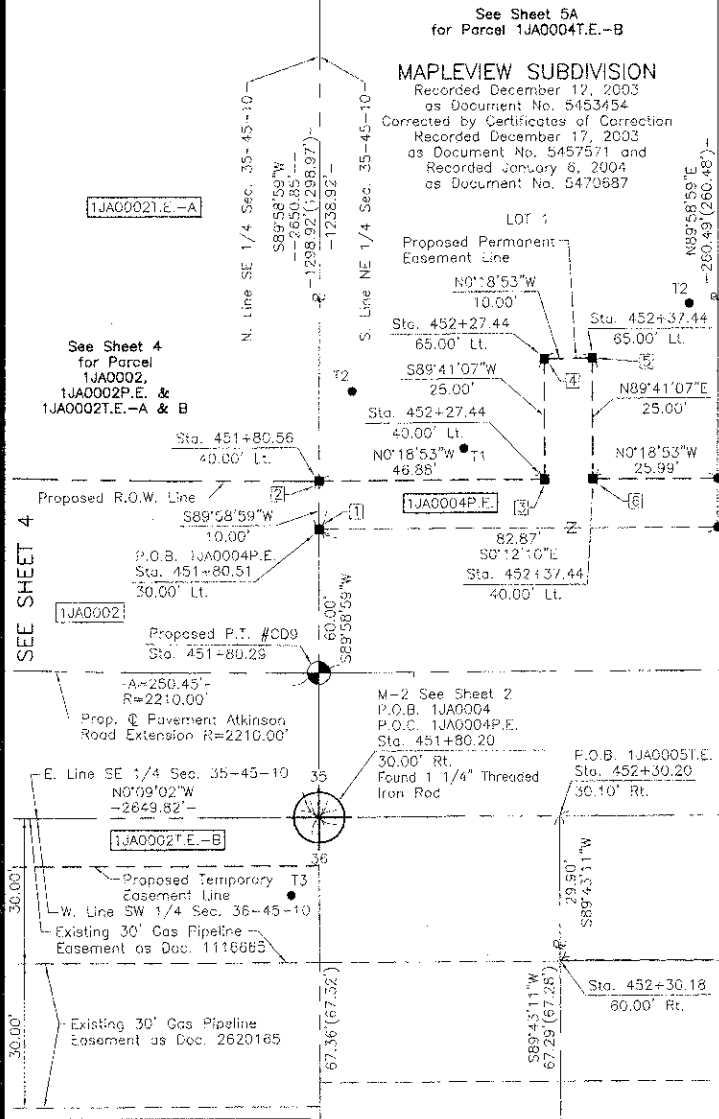 See Sheet 5A
for Parcel 1JA0004T.E.-B
MAPLEVIEW SUBDIVISION
Recorded December 12, 2003
as Document No. 5453454
Corrected by Certificates of Correction
Recorded December 17, 2003
as Document No. 5457571 and
Recorded January 6, 2004
as Document No. 5470687
N. Line SE 1/4 Sec. 35-45-10
S89°58'59"W
-2650.85'-
-1298.92'(1298.97')-
-1238.92'-
S. Line NE 1/4 Sec. 35-45-10
N89°58'59"E
-260.49'(260.48')-
1JA0002T.E.-A
LOT 1
Proposed Permanent
Easement Line
N0°18'53"W
10.00'
T2
Sta. 452+27.44
65.00' Lt.
Sta. 452+37.44
65.00' Lt.
See Sheet 4
for Parcel
1JA0002,
1JA0002P.E. &
1JA0002T.E.-A & B
4
5
S89°41'07"W
25.00'
N89°41'07"E
25.00'
T2
Sta. 452+27.44
40.00' Lt.
Sta. 451+80.56
40.00' Lt.
N0°18'53"W
46.88'
T1
N0°18'53"W
25.99'
Proposed R.O.W. Line
2
1JA0004P.E.
3
6
S89°58'59"W
10.00'
1
82.87'
S0°12'10"E
P.O.B. 1JA0004P.E.
Sta. 451+80.51
30.00' Lt.
Sta. 452+37.44
40.00' Lt.
SEE SHEET 4
1JA0002
60.00'
S89°58'59"W
Proposed P.T. #CD9
Sta. 451+80.29
-A=250.45'-
R=2210.00'
Prop. ℄ Pavement Atkinson
Road Extension R=2210.00'
M-2 See Sheet 2
P.O.B. 1JA0004
P.O.C. 1JA0004P.E.
Sta. 451+80.20
30.00' Rt.
Found 1 1/4" Threaded
Iron Rod
P.O.B. 1JA0005T.E.
Sta. 452+30.20
30.10' Rt.
E. Line SE 1/4 Sec. 35-45-10
N0°09'02"W
-2649.82'-
35
36
1JA0002T.E.-B
Proposed Temporary
Easement Line
T3
W. Line SW 1/4 Sec. 36-45-10
Existing 30' Gas Pipeline
Easement as Doc. 1116665
30.00'
29.90'
S89°43'11"W
Sta. 452+30.18
60.00' Rt.
Existing 30' Gas Pipeline
Easement as Doc. 2620165
30.00'
67.36'(67.32')
S89°43'11"W
67.29'(67.28')